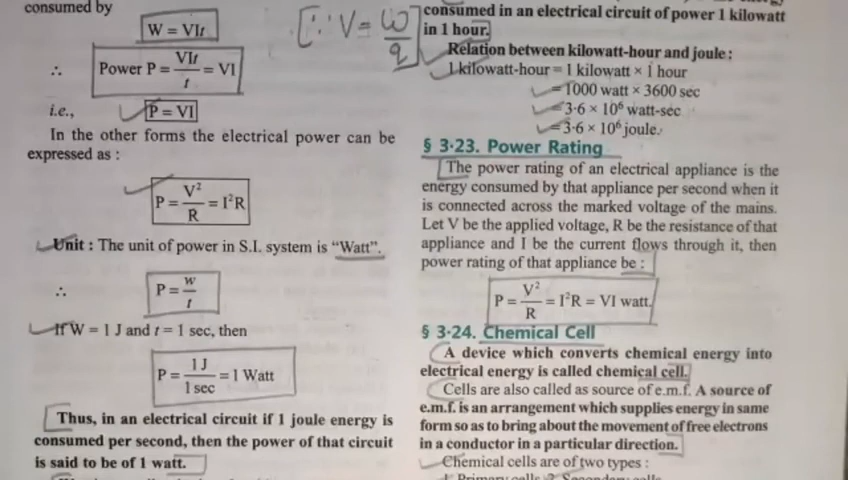 consumed by
W = VIt
∴ Power P = VIt/t = VI
i.e., P = VI
In the other forms the electrical power can be
expressed as :
P = V²/R = I²R
Unit : The unit of power in S.I. system is “Watt”.
∴ P = w/t
If W = 1 J and t = 1 sec, then
P = 1 J/1 sec = 1 Watt
Thus, in an electrical circuit if 1 joule energy is
consumed per second, then the power of that circuit
is said to be of 1 watt.
[∵ V = ω/q]
consumed in an electrical circuit of power 1 kilowatt
in 1 hour.
Relation between kilowatt-hour and joule :
1 kilowatt-hour = 1 kilowatt × 1 hour
= 1000 watt × 3600 sec
= 3·6 × 10⁶ watt-sec
= 3·6 × 10⁶ joule.
§ 3·23. Power Rating
The power rating of an electrical appliance is the
energy consumed by that appliance per second when it
is connected across the marked voltage of the mains.
Let V be the applied voltage, R be the resistance of that
appliance and I be the current flows through it, then
power rating of that appliance be :
P = V²/R = I²R = VI watt.
§ 3·24. Chemical Cell
A device which converts chemical energy into
electrical energy is called chemical cell.
Cells are also called as source of e.m.f. A source of
e.m.f. is an arrangement which supplies energy in same
form so as to bring about the movement of free electrons
in a conductor in a particular direction.
Chemical cells are of two types :
1. Primary cells 2. Secondary cells